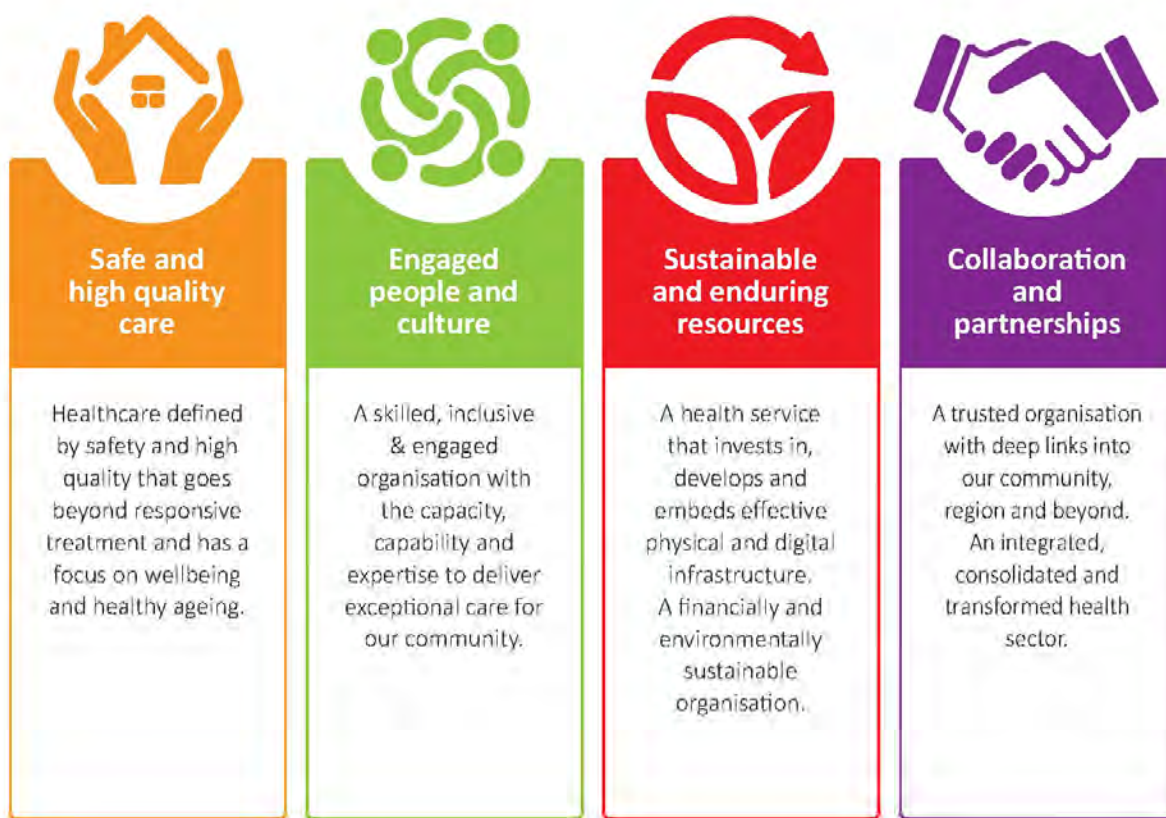 Safe and
high quality
care
Healthcare defined
by safety and high
quality that goes
beyond responsive
treatment and has a
focus on wellbeing
and healthy ageing.
Engaged
people and
culture
A skilled, inclusive
& engaged
organisation with
the capacity,
capability and
expertise to deliver
exceptional care for
our community.
Sustainable
and enduring
resources
A health service
that invests in,
develops and
embeds effective
physical and digital
infrastructure.
A financially and
environmentally
sustainable
organisation.
Collaboration
and
partnerships
A trusted organisation
with deep links into
our community,
region and beyond.
An integrated,
consolidated and
transformed health
sector.